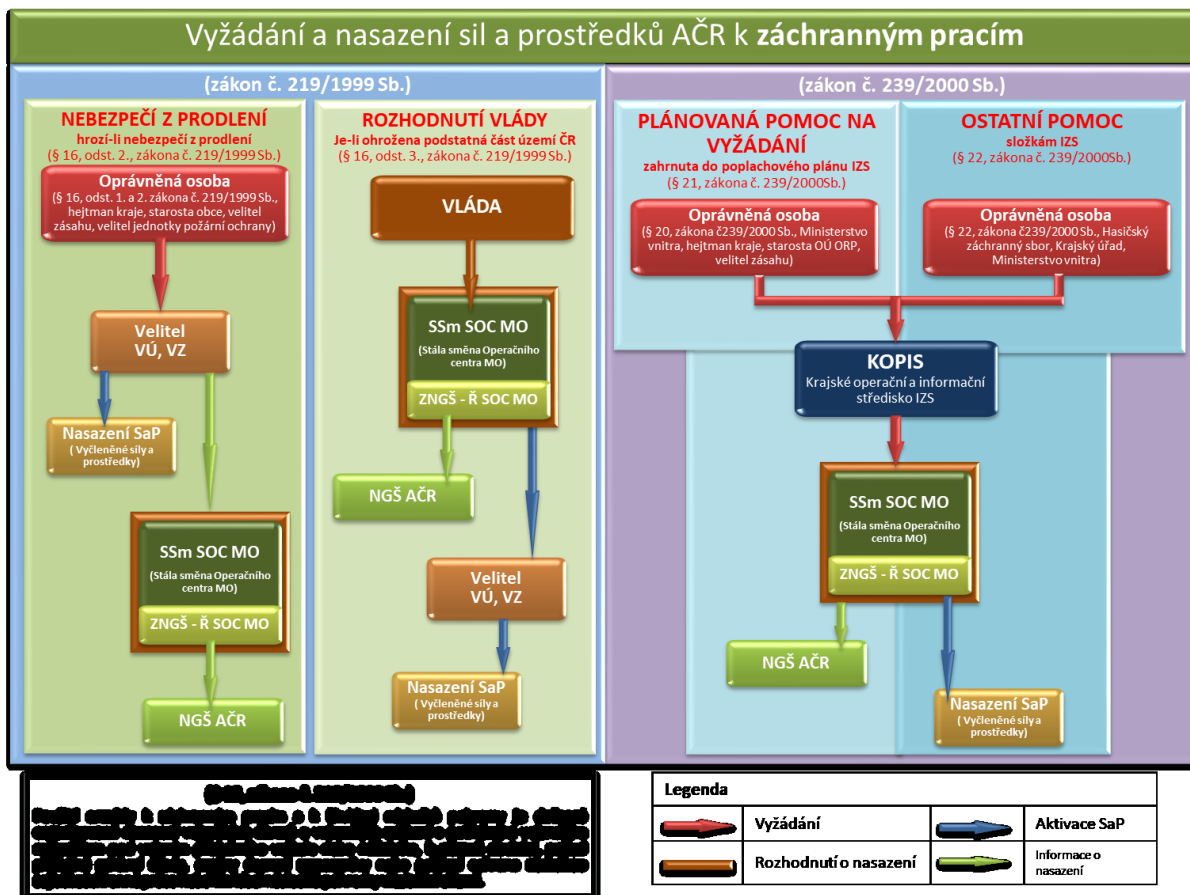 Vyžádání a nasazení sil a prostředků AČR k záchranným pracím
(zákon č. 219/1999 Sb.)
NEBEZPEČÍ Z PRODLENÍ
hrozí-li nebezpečí z prodlení
(§ 16, odst. 2., zákona č. 219/1999 Sb.)
Oprávněná osoba
(§ 16, odst. 1. a 2. zákona č. 219/1999 Sb.,
hejtman kraje, starosta obce, velitel
zásahu, velitel jednotky požární ochrany)
Velitel
VÚ, VZ
Nasazení SaP
( Vyčleněné síly a
prostředky)
SSm SOC MO
(Stála směna Operačního
centra MO)
ZNGŠ - Ř SOC MO
NGŠ AČR
ROZHODNUTÍ VLÁDY
Je-li ohrožena podstatná část území ČR
(§ 16, odst. 3., zákona č. 219/1999 Sb.)
VLÁDA
SSm SOC MO
(Stála směna Operačního
centra MO)
ZNGŠ - Ř SOC MO
NGŠ AČR
Velitel
VÚ, VZ
Nasazení SaP
( Vyčleněné síly a
prostředky)
(zákon č. 239/2000 Sb.)
PLÁNOVANÁ POMOC NA
VYŽÁDÁNÍ
zahrnuta do poplachového plánu IZS
(§ 21, zákona č. 239/2000Sb.)
Oprávněná osoba
(§ 20, zákona č239/2000 Sb., Ministerstvo
vnitra, hejtman kraje, starosta OÚ ORP,
velitel zásahu)
OSTATNÍ POMOC
složkám IZS
(§ 22, zákona č. 239/2000Sb.)
Oprávněná osoba
(§ 22, zákona č239/2000 Sb., Hasičský
záchranný sbor, Krajský úřad,
Ministerstvo vnitra)
KOPIS
Krajské operační a informační
středisko IZS
SSm SOC MO
(Stála směna Operačního
centra MO)
ZNGŠ - Ř SOC MO
NGŠ AČR
Nasazení SaP
( Vyčleněné síly a
prostředky)
Legenda
Vyžádání
Aktivace SaP
Rozhodnutí o nasazení
Informace o
nasazení